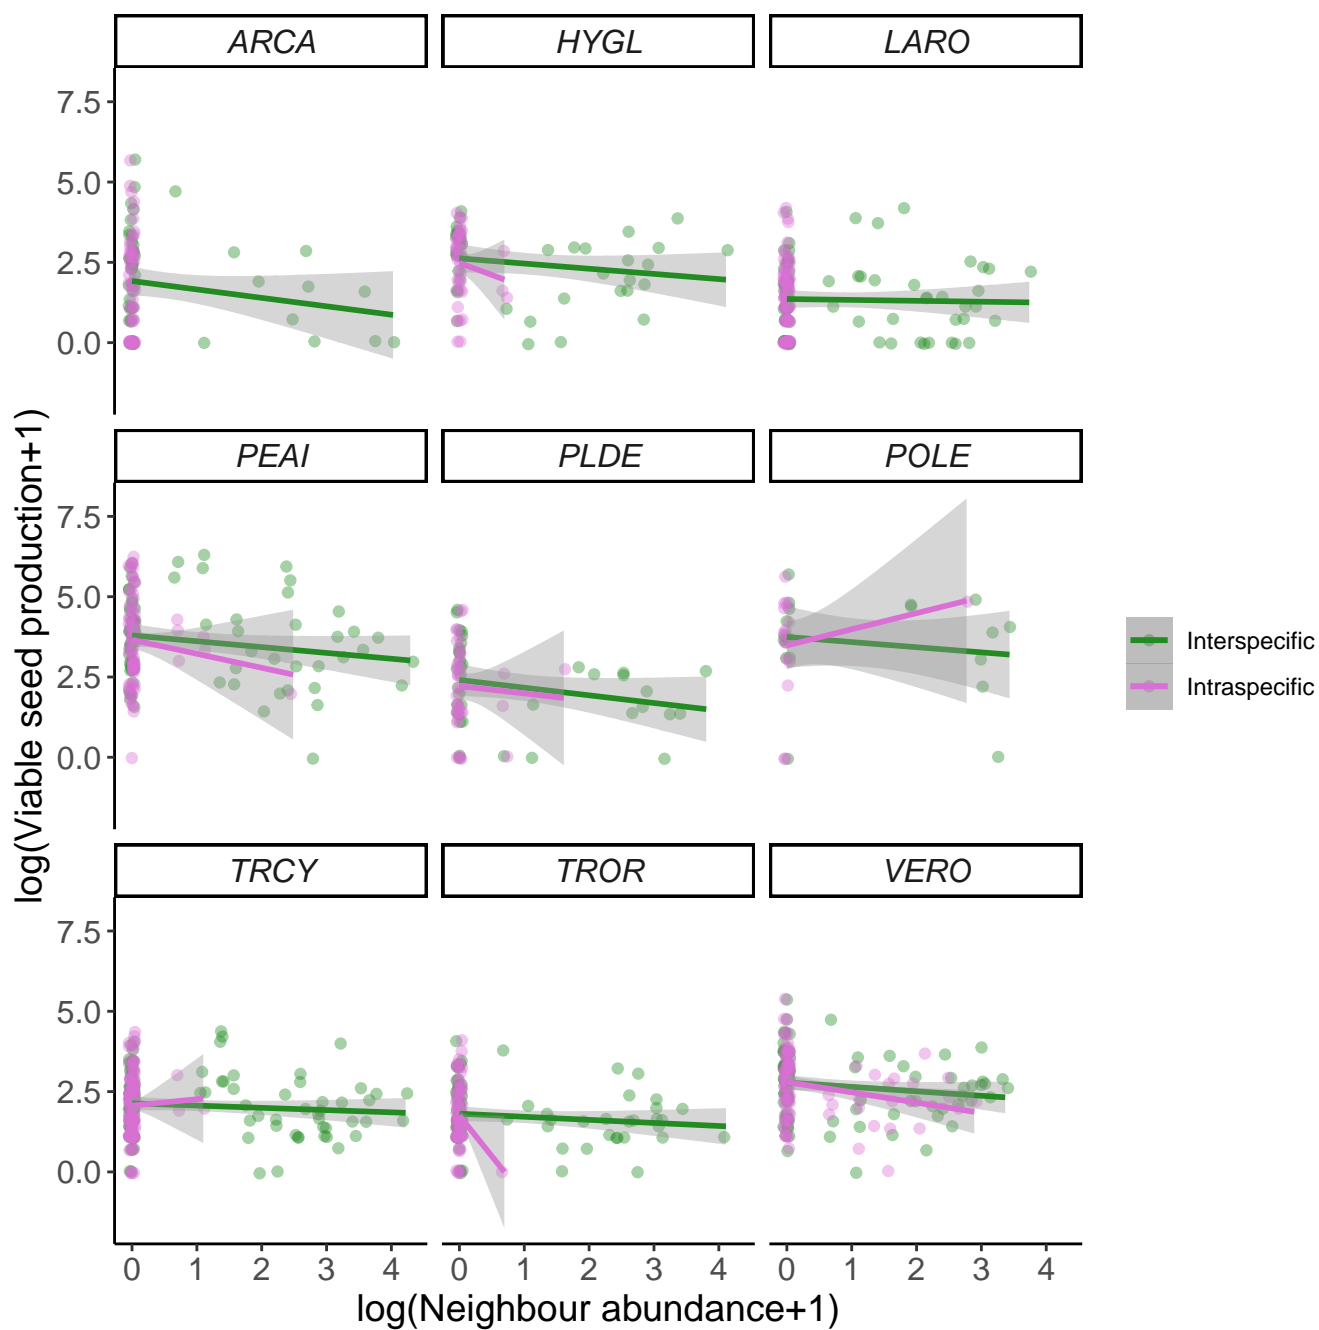 ARCA HYGL LARO
7.5
5.0
2.5
0.0
PEAI PLDE POLE
7.5
5.0
2.5
0.0
TRCY TROR VERO
7.5
5.0
2.5
0.0
0 1 2 3 4 0 1 2 3 4 0 1 2 3 4
log(Neighbour abundance+1)
log(Viable seed production+1)
Interspecific
Intraspecific